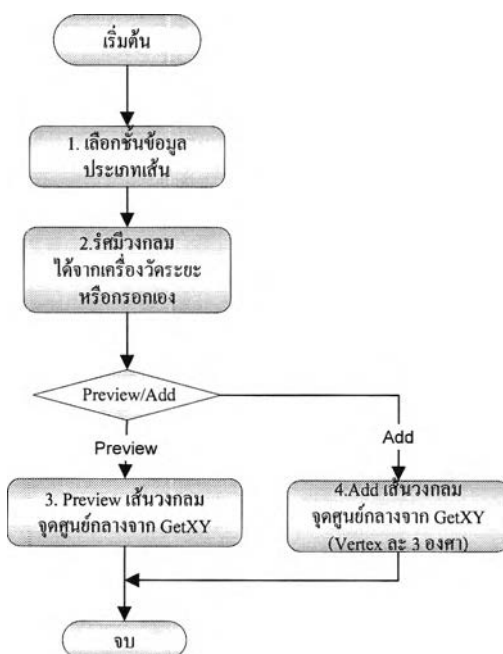 เริ่มต้น
1. เลือกชั้นข้อมูล
ประเภทเส้น
2.รัศมีวงกลม
ได้จากเครื่องวัดระยะ
หรือกรอกเอง
Preview/Add
Preview
Add
3. Preview เส้นวงกลม
จุดศูนย์กลางจาก GetXY
4.Add เส้นวงกลม
จุดศูนย์กลางจาก GetXY
(Vertex ละ 3 องศา)
จบ